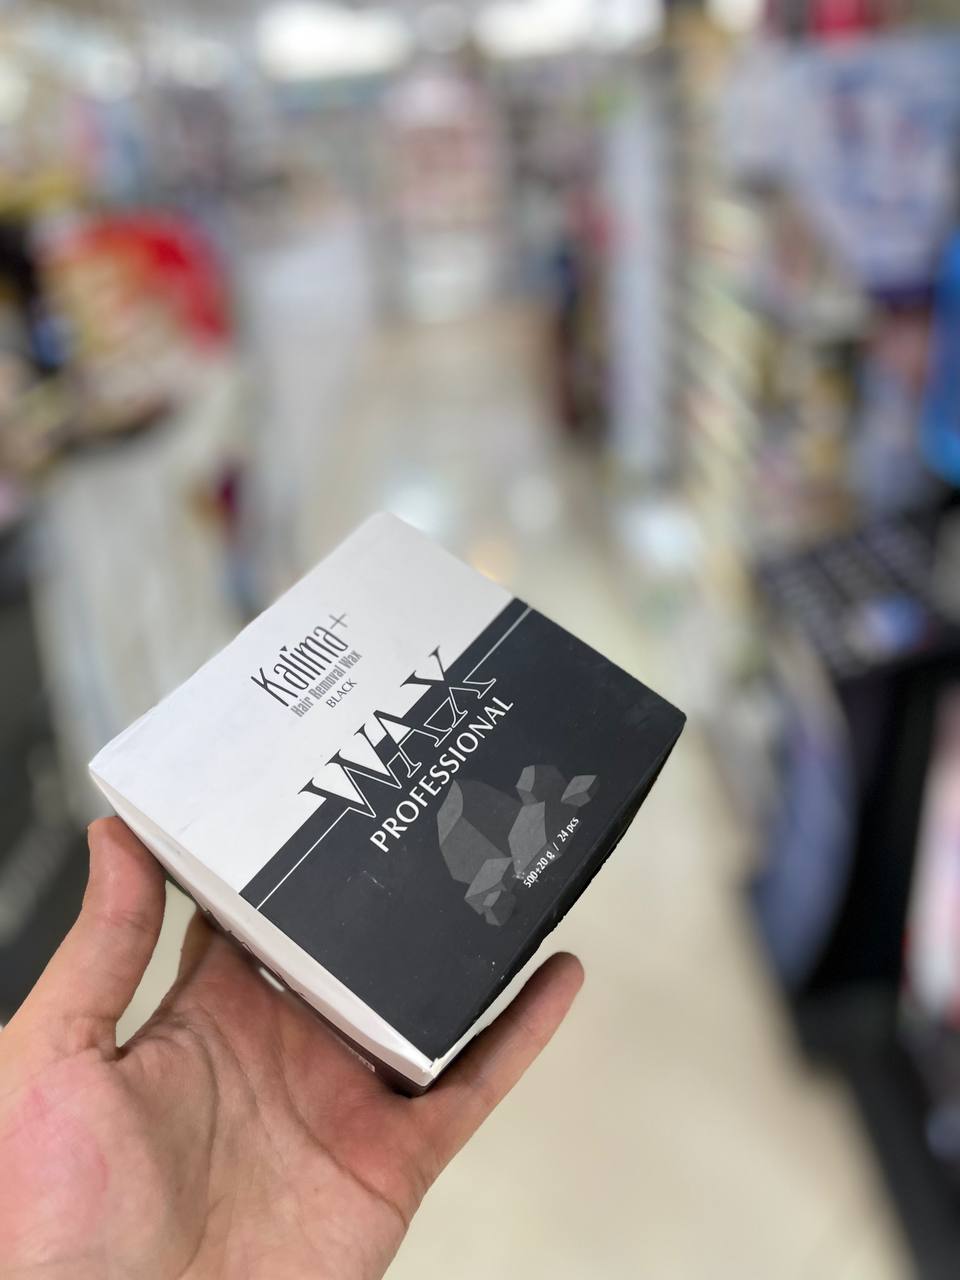 Kalima+
Hair Removal Wax
BLACK
WAX
PROFESSIONAL
500±20 g / 24 pcs